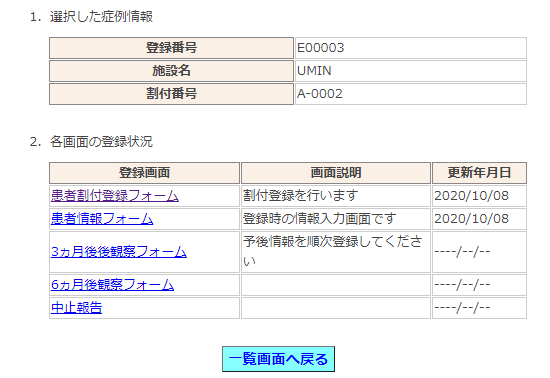 1. 選択した症例情報
登録番号 E00003
施設名 UMIN
割付番号 A-0002
2. 各画面の登録状況
登録画面 画面説明 更新年月日
患者割付登録フォーム 割付登録を行います 2020/10/08
患者情報フォーム 登録時の情報入力画面です 2020/10/08
3ヵ月後後観察フォーム 予後情報を順次登録してくださ ----/--/--
い
6ヵ月後観察フォーム ----/--/--
中止報告 ----/--/--
一覧画面へ戻る